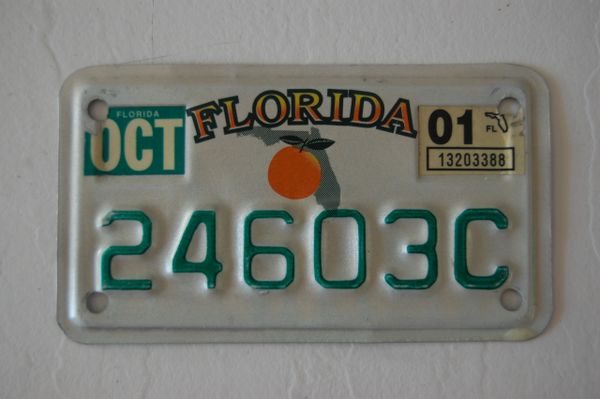 FLORIDA
OCT
FLORIDA
01
FL
13203388
24603C